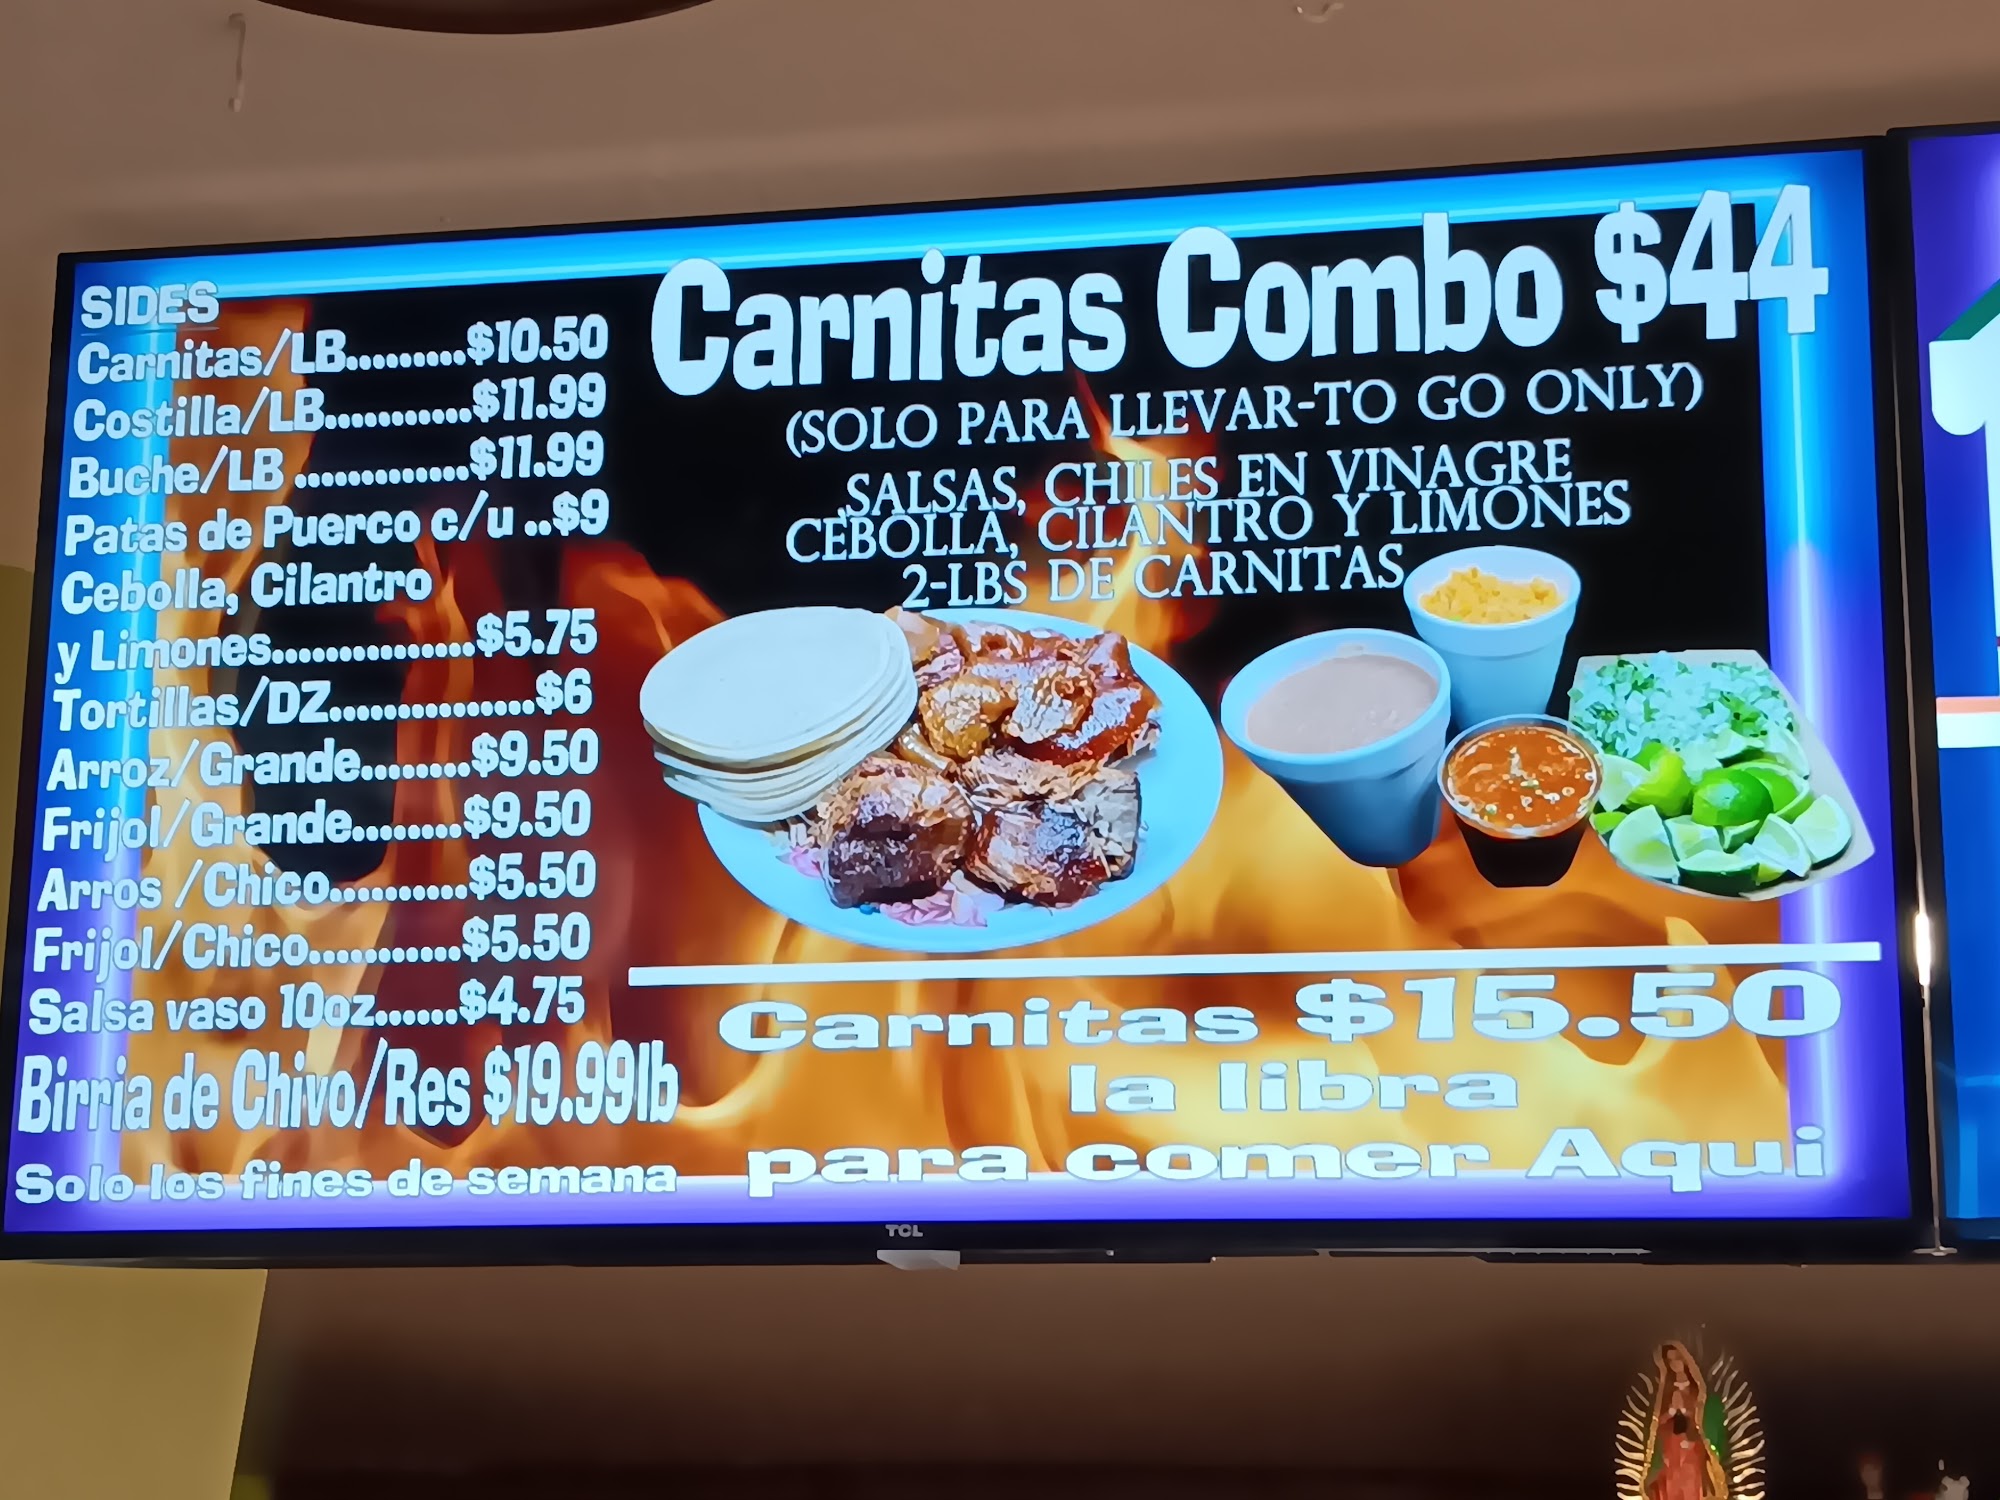 SIDES
Carnitas/LB.........$10.50
Costilla/LB...........$11.99
Buche/LB .............$11.99
Patas de Puerco c/u ..$9
Cebolla, Cilantro
y Limones...............$5.75
Tortillas/DZ...............$6
Arroz/Grande........$9.50
Frijol/Grande........$9.50
Arros /Chico..........$5.50
Frijol/Chico...........$5.50
Salsa vaso 10oz......$4.75
Birria de Chivo/Res $19.99lb
Solo los fines de semana
Carnitas Combo $44
(SOLO PARA LLEVAR-TO GO ONLY)
,SALSAS, CHILES EN VINAGRE
CEBOLLA, CILANTRO Y LIMONES
2-LBS DE CARNITAS
Carnitas $15.50
la libra
para comer Aqui
TCL